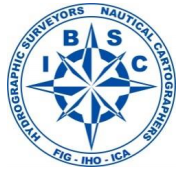 HYDROGRAPHIC SURVEYORS
NAUTICAL CARTOGRAPHERS
I B S C
FIG - IHO - ICA